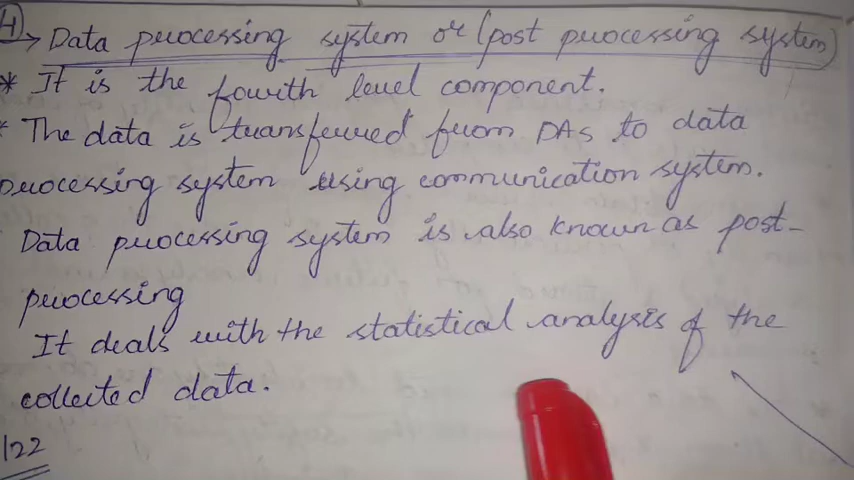 4→ Data processing system or (post processing system)
* It is the fourth level component.
* The data is transferred from DAs to data
processing system using communication system.
Data processing system is also known as post-
processing
It deals with the statistical analysis of the
collected data.
122